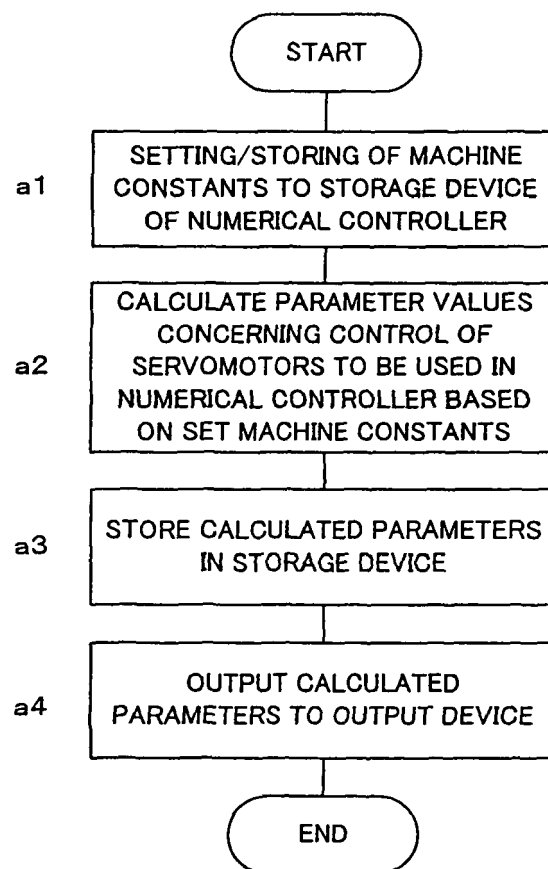 START
a1
SETTING/STORING OF MACHINE
CONSTANTS TO STORAGE DEVICE
OF NUMERICAL CONTROLLER
a2
CALCULATE PARAMETER VALUES
CONCERNING CONTROL OF
SERVOMOTORS TO BE USED IN
NUMERICAL CONTROLLER BASED
ON SET MACHINE CONSTANTS
a3
STORE CALCULATED PARAMETERS
IN STORAGE DEVICE
a4
OUTPUT CALCULATED
PARAMETERS TO OUTPUT DEVICE
END